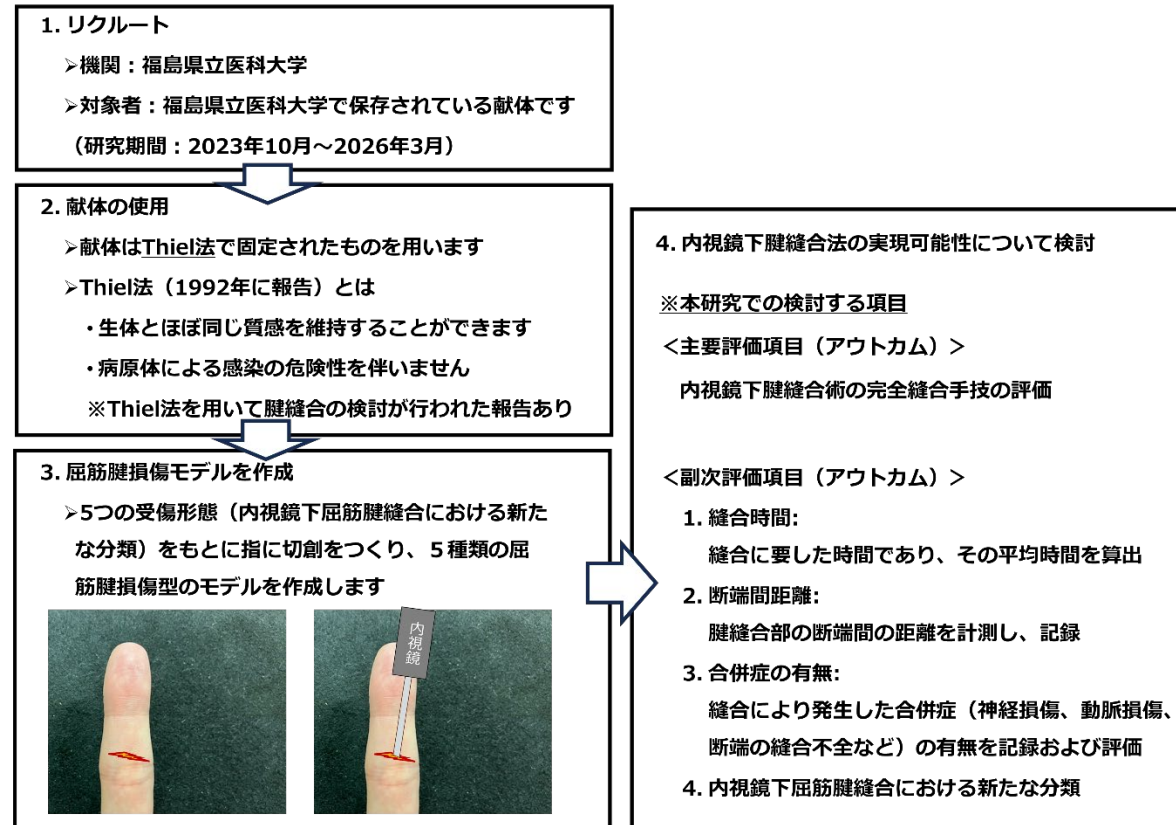 1. リクルート
➢機関：福島県立医科大学
➢対象者：福島県立医科大学で保存されている献体です
（研究期間：2023年10月～2026年3月）
2. 献体の使用
➢献体はThiel法で固定されたものを用います
➢Thiel法（1992年に報告）とは
・生体とほぼ同じ質感を維持することができます
・病原体による感染の危険性を伴いません
※Thiel法を用いて腱縫合の検討が行われた報告あり
3. 屈筋腱損傷モデルを作成
➢5つの受傷形態（内視鏡下屈筋腱縫合における新た
な分類）をもとに指に切創をつくり、５種類の屈
筋腱損傷型のモデルを作成します
内視鏡
4. 内視鏡下腱縫合法の実現可能性について検討
※本研究での検討する項目
＜主要評価項目（アウトカム）＞
内視鏡下腱縫合術の完全縫合手技の評価
＜副次評価項目（アウトカム）＞
1. 縫合時間:
縫合に要した時間であり、その平均時間を算出
2. 断端間距離:
腱縫合部の断端間の距離を計測し、記録
3. 合併症の有無:
縫合により発生した合併症（神経損傷、動脈損傷、
断端の縫合不全など）の有無を記録および評価
4. 内視鏡下屈筋腱縫合における新たな分類